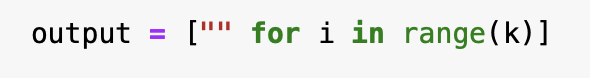 output = ["" for i in range(k)]